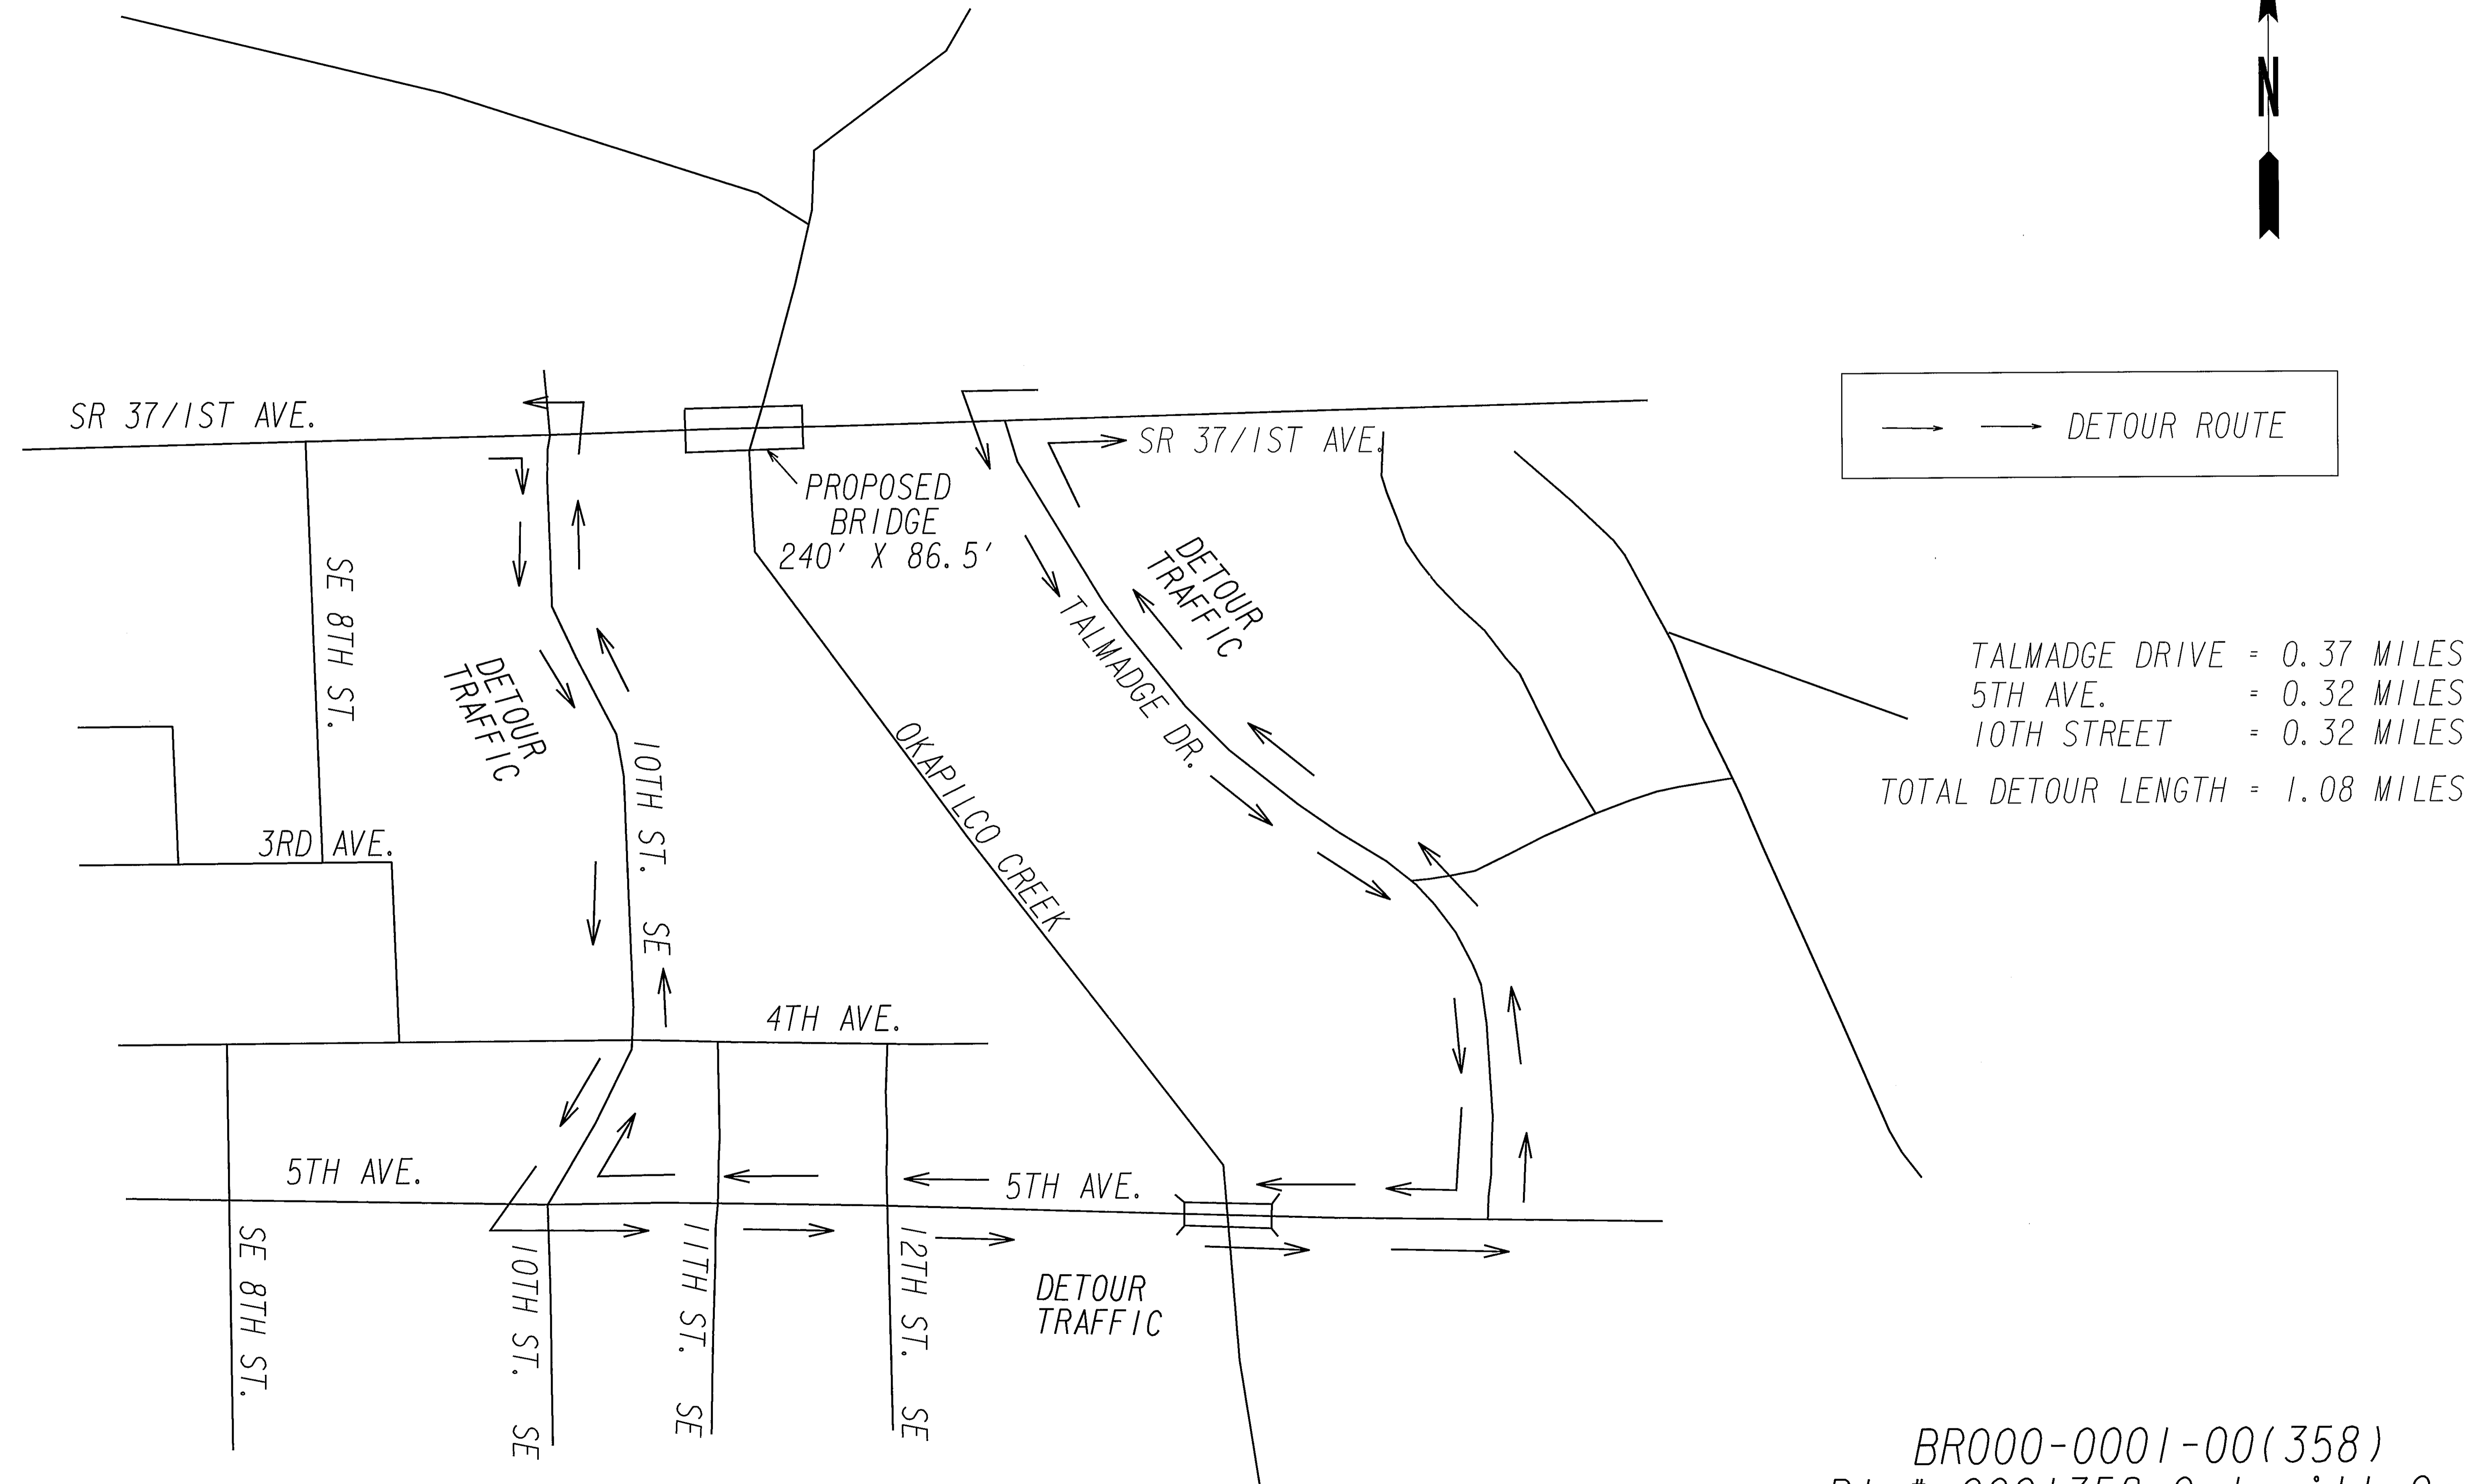 N
SR 37/1ST AVE.
SR 37/1ST AVE.
DETOUR ROUTE
PROPOSED
BRIDGE
240' X 86.5'
SE 8TH ST.
DETOUR
TRAFFIC
DETOUR
TRAFFIC
TALMADGE DR.
10TH ST. SE
OKAPILCO CREEK
TALMADGE DRIVE = 0.37 MILES
5TH AVE. = 0.32 MILES
10TH STREET = 0.32 MILES
TOTAL DETOUR LENGTH = 1.08 MILES
3RD AVE.
4TH AVE.
5TH AVE.
5TH AVE.
SE 8TH ST.
10TH ST. SE
11TH ST. SE
12TH ST. SE
DETOUR
TRAFFIC
BR000-0001-00(358)